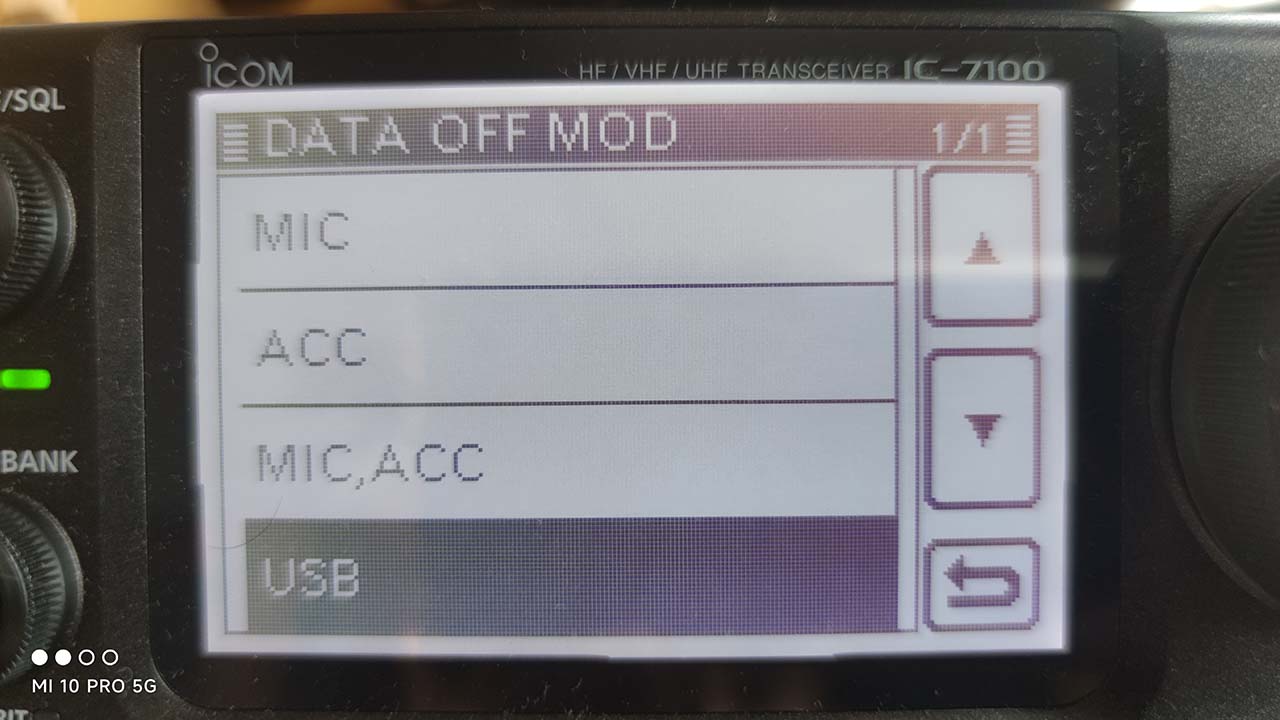 ICOM
HF/VHF/UHF TRANSCEIVER IC-7100
/SQL
DATA OFF MOD 1/1
MIC
ACC
MIC,ACC
BANK
USB
MI 10 PRO 5G